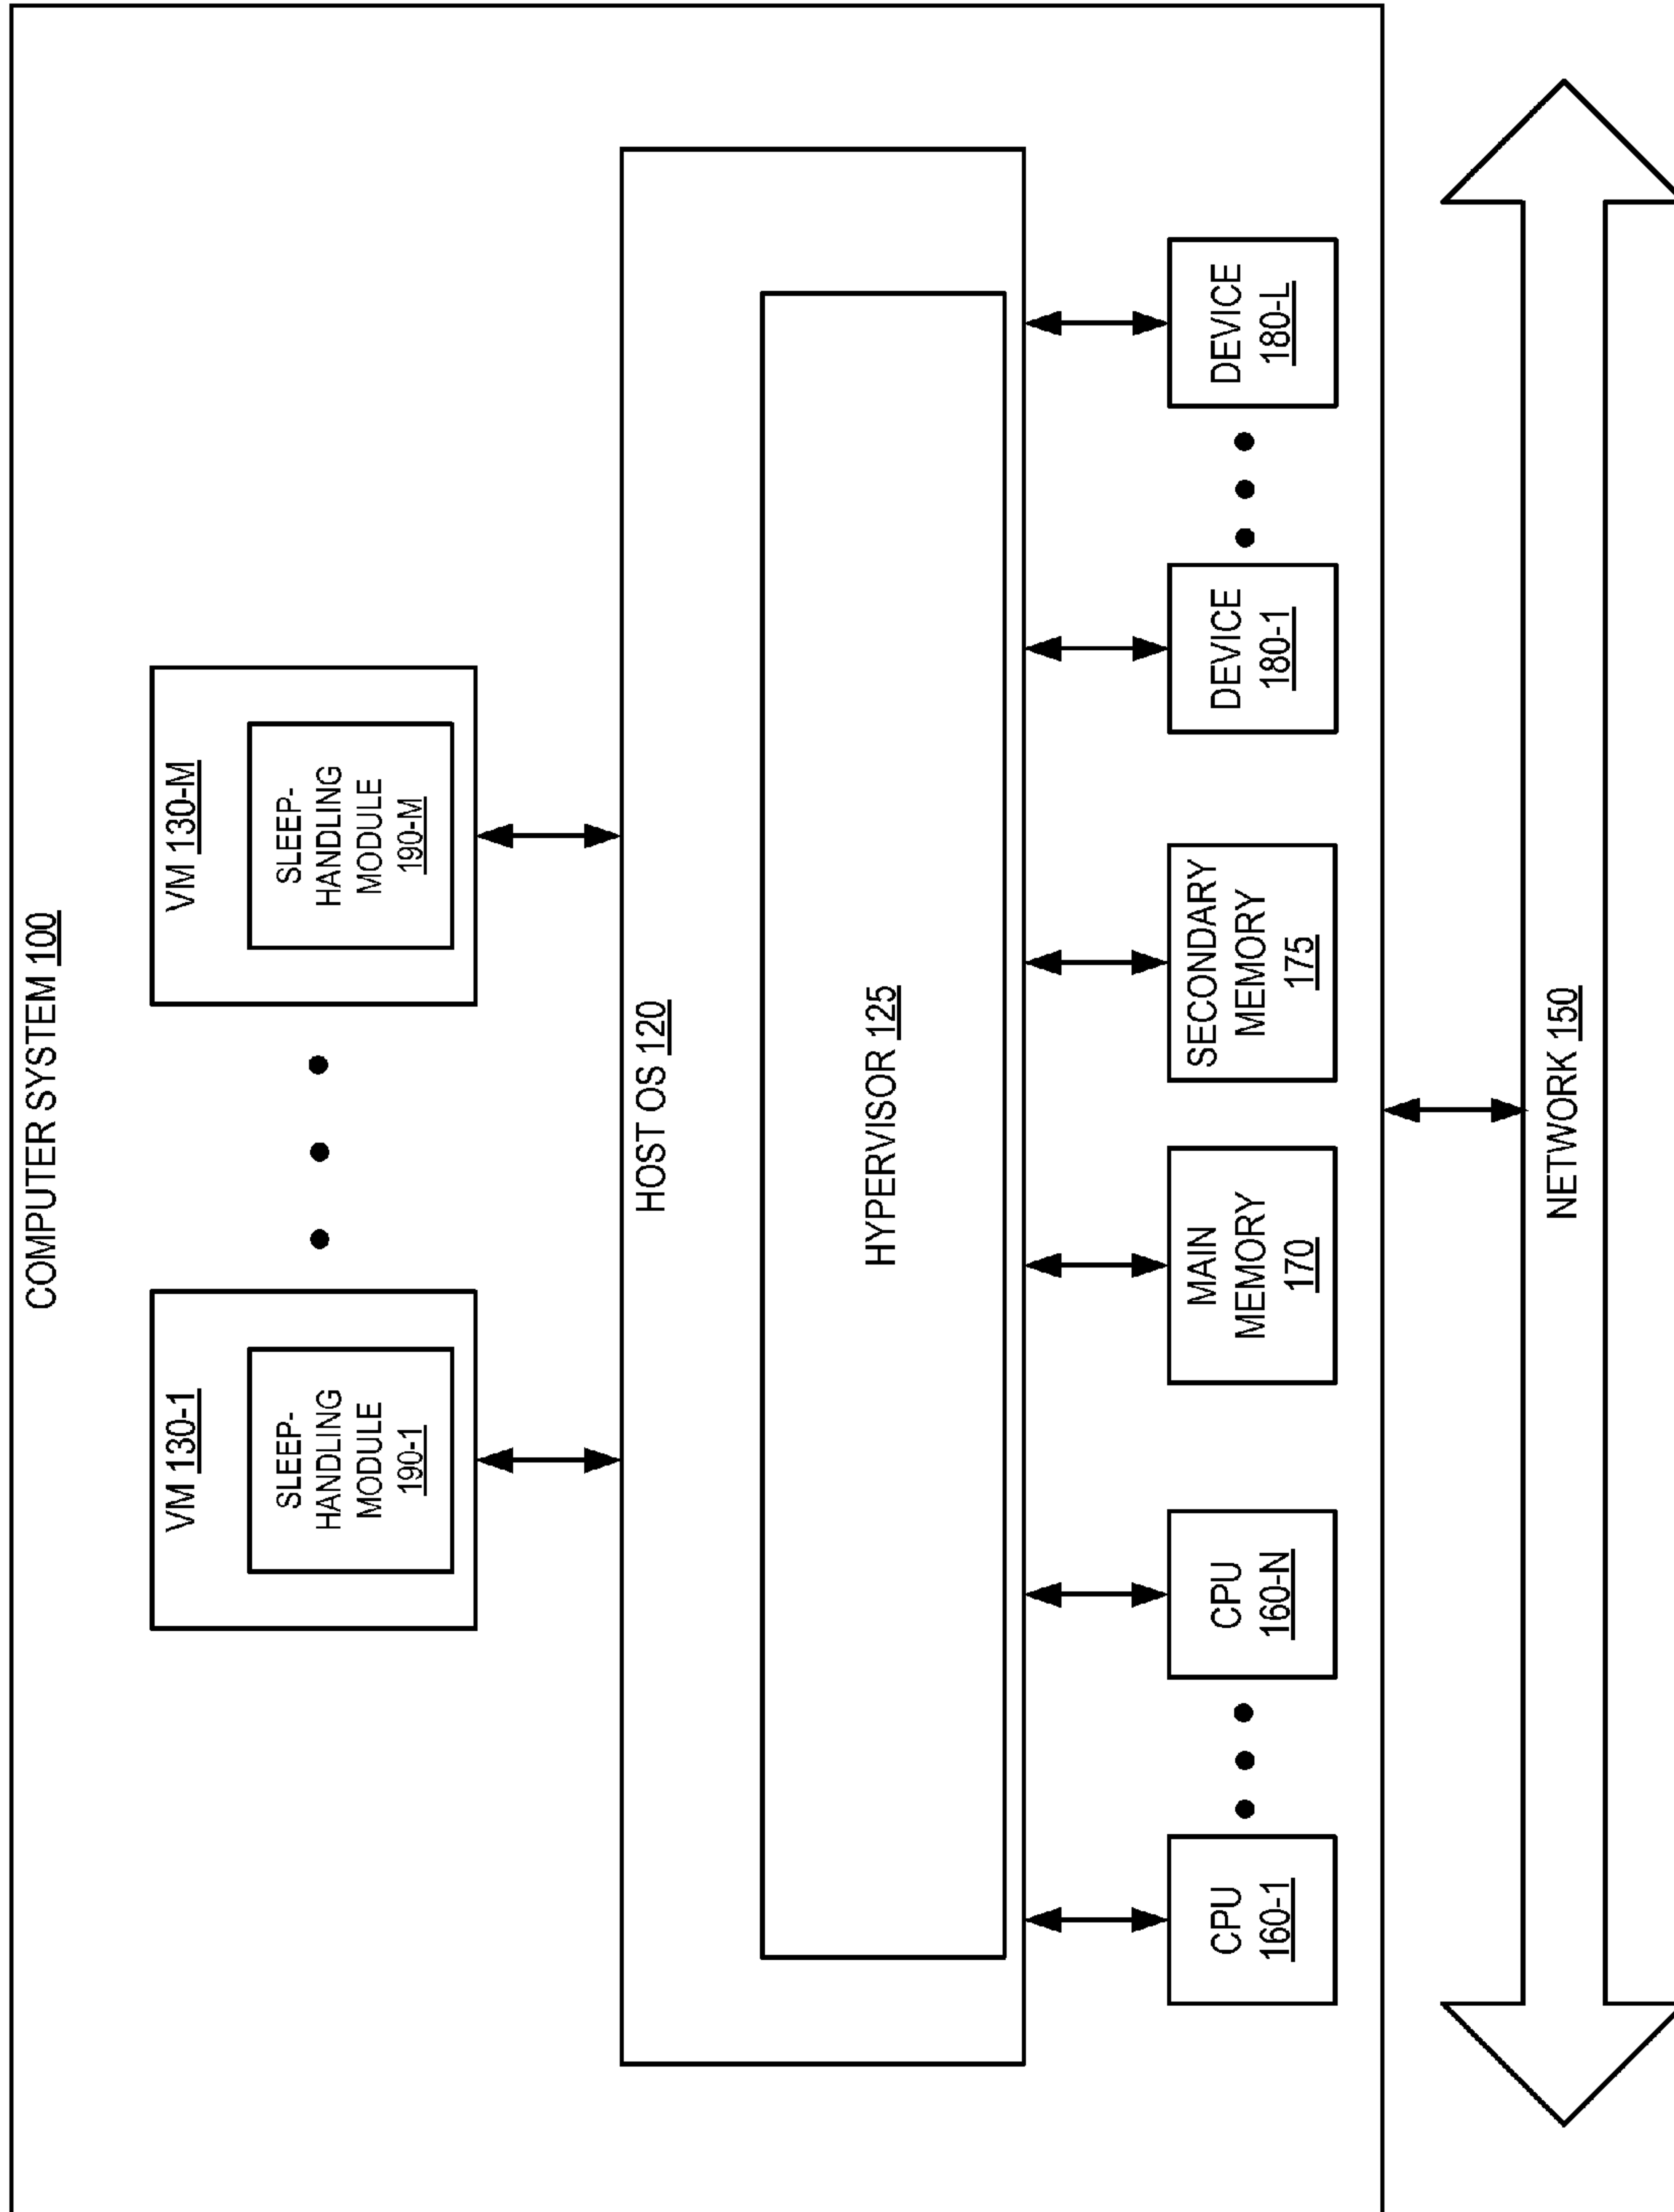 COMPUTER SYSTEM 100
VM 130-1
SLEEP-
HANDLING
MODULE
190-1
VM 130-M
SLEEP-
HANDLING
MODULE
190-M
HOST OS 120
HYPERVISOR 125
CPU
160-1
CPU
160-N
MAIN
MEMORY
170
SECONDARY
MEMORY
175
DEVICE
180-1
DEVICE
180-L
NETWORK 150